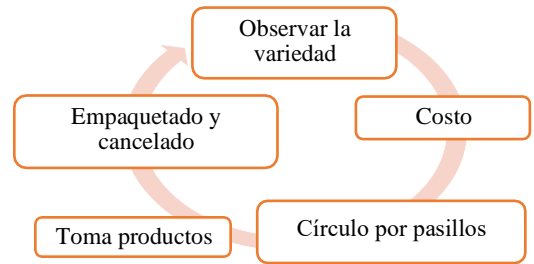 Observar la
variedad
Costo
Círculo por pasillos
Toma productos
Empaquetado y
cancelado